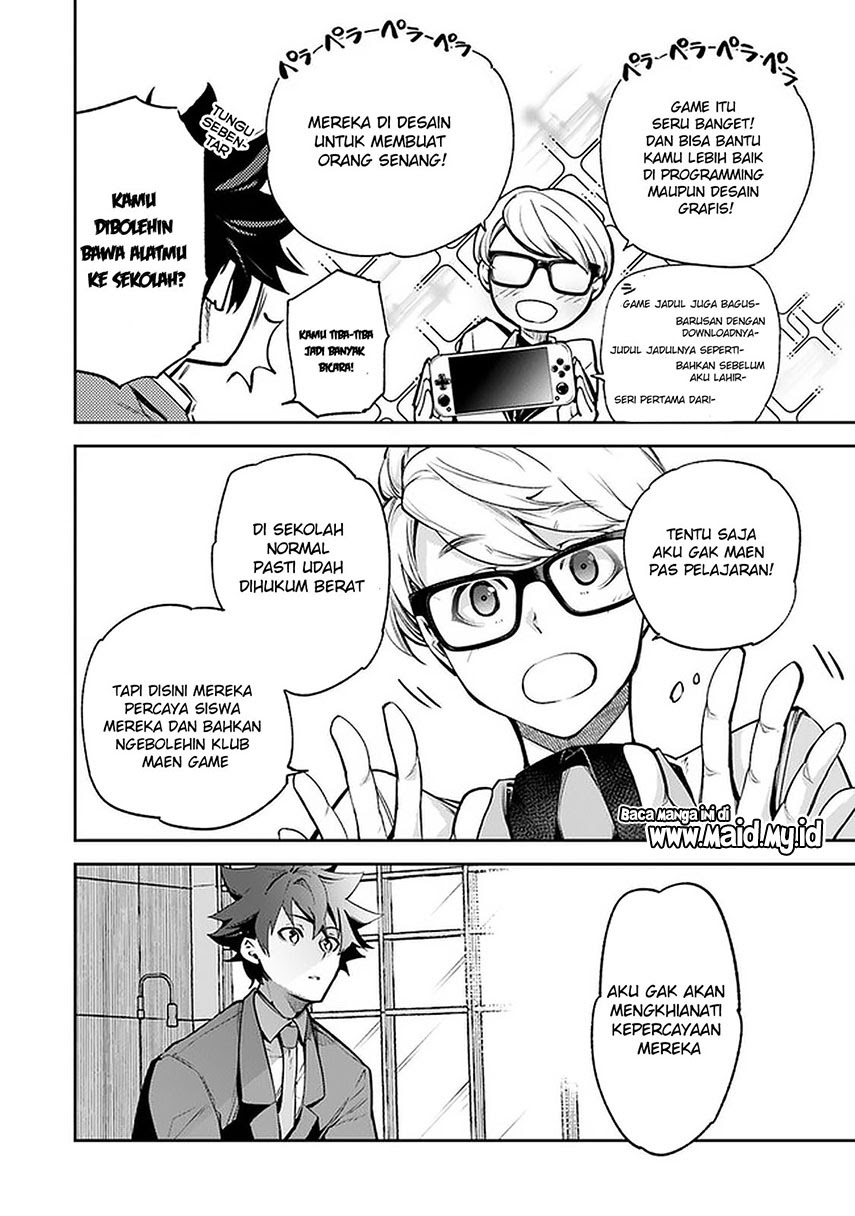 ペラーペラーペラーペラ
GAME ITU
SERU BANGET!
DAN BISA BANTU
KAMU LEBIH BAIK
DI PROGRAMMING
MAUPUN DESAIN
GRAFIS!
GAME JADUL JUGA BAGUS-
BARUSAN DENGAN
DOWNLOADNYA-
JUDUL JADULNYA SEPERTI-
BAHKAN SEBELUM
AKU LAHIR-
SERI PERTAMA DARI-
ペラーペラーペラーペラ
MEREKA DI DESAIN
UNTUK MEMBUAT
ORANG SENANG!
KAMU TIBA-TIBA
JADI BANYAK
BICARA!
TUNGU
SEBEN-
TAR
KAMU
DIBOLEHIN
BAWA ALATMU
KE SEKOLAH?
TENTU SAJA
AKU GAK MAEN
PAS PELAJARAN!
DI SEKOLAH
NORMAL
PASTI UDAH
DIHUKUM BERAT
TAPI DISINI MEREKA
PERCAYA SISWA
MEREKA DAN BAHKAN
NGEBOLEHIN KLUB
MAEN GAME
Baca Manga ini di
www.Maid.My.id
AKU GAK AKAN
MENGKHIANATI
KEPERCAYAAN
MEREKA